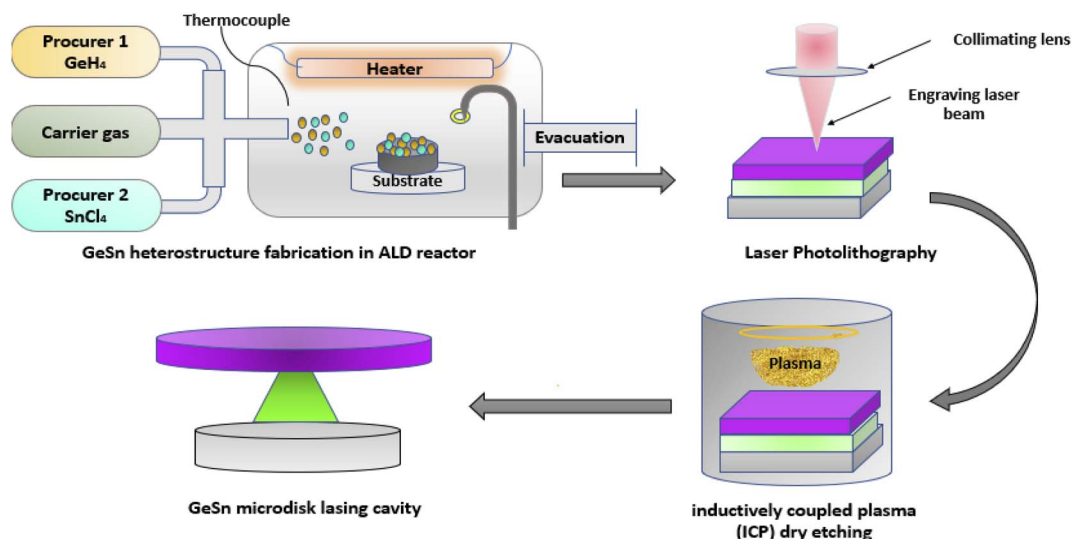 Thermocouple
Procurer 1
GeH₄
Carrier gas
Procurer 2
SnCl₄
Heater
Substrate
Evacuation
GeSn heterostructure fabrication in ALD reactor
Collimating lens
Engraving laser
beam
Laser Photolithography
Plasma
inductively coupled plasma
(ICP) dry etching
GeSn microdisk lasing cavity